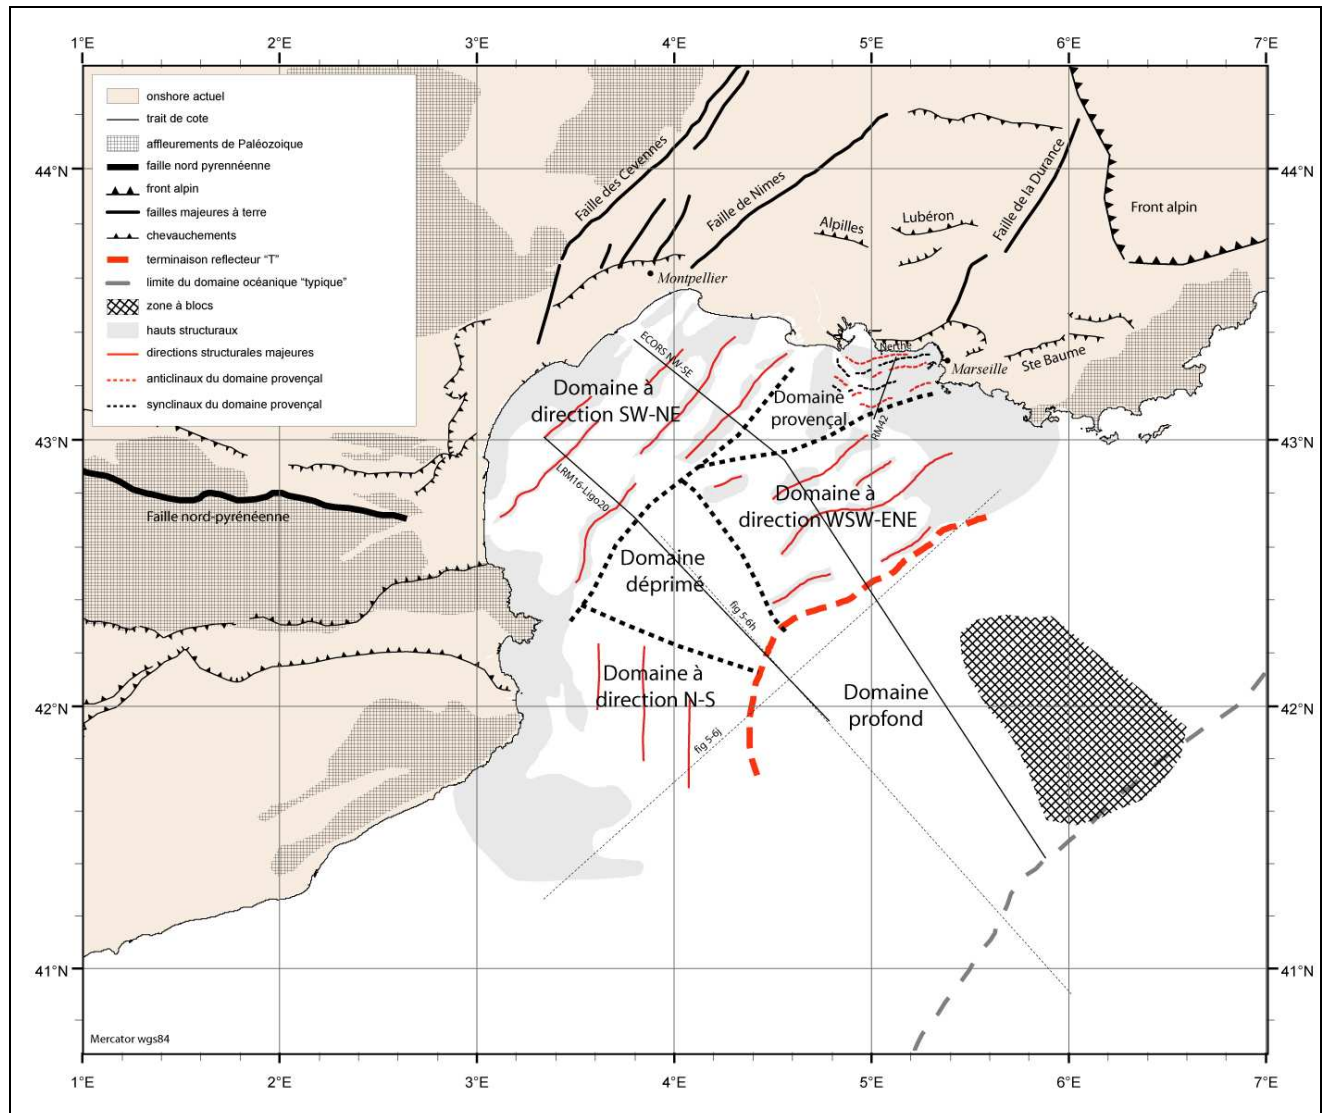 1°E 2°E 3°E 4°E 5°E 6°E 7°E
onshore actuel
trait de cote
affleurements de Paléozoique
faille nord pyrennéenne
front alpin
failles majeures à terre
chevauchements
terminaison reflecteur “T”
limite du domaine océanique “typique”
zone à blocs
hauts structuraux
directions structurales majeures
anticlinaux du domaine provençal
synclinaux du domaine provençal
44°N
44°N
Faille des Cevennes
Faille de Nimes
Alpilles
Lubéron
Faille de la Durance
Front alpin
Montpellier
ECORS NW-SE
Nerthe
Marseille
Ste Baume
Domaine à
direction SW-NE
Domaine
provençal
RM42
43°N
43°N
LRM16-Ligo20
Domaine à
direction WSW-ENE
Faille nord-pyrénéenne
Domaine
déprimé
fig 5-6h
Domaine à
direction N-S
Domaine
profond
42°N
42°N
fig 5-6j
41°N
41°N
Mercator wgs84
1°E 2°E 3°E 4°E 5°E 6°E 7°E